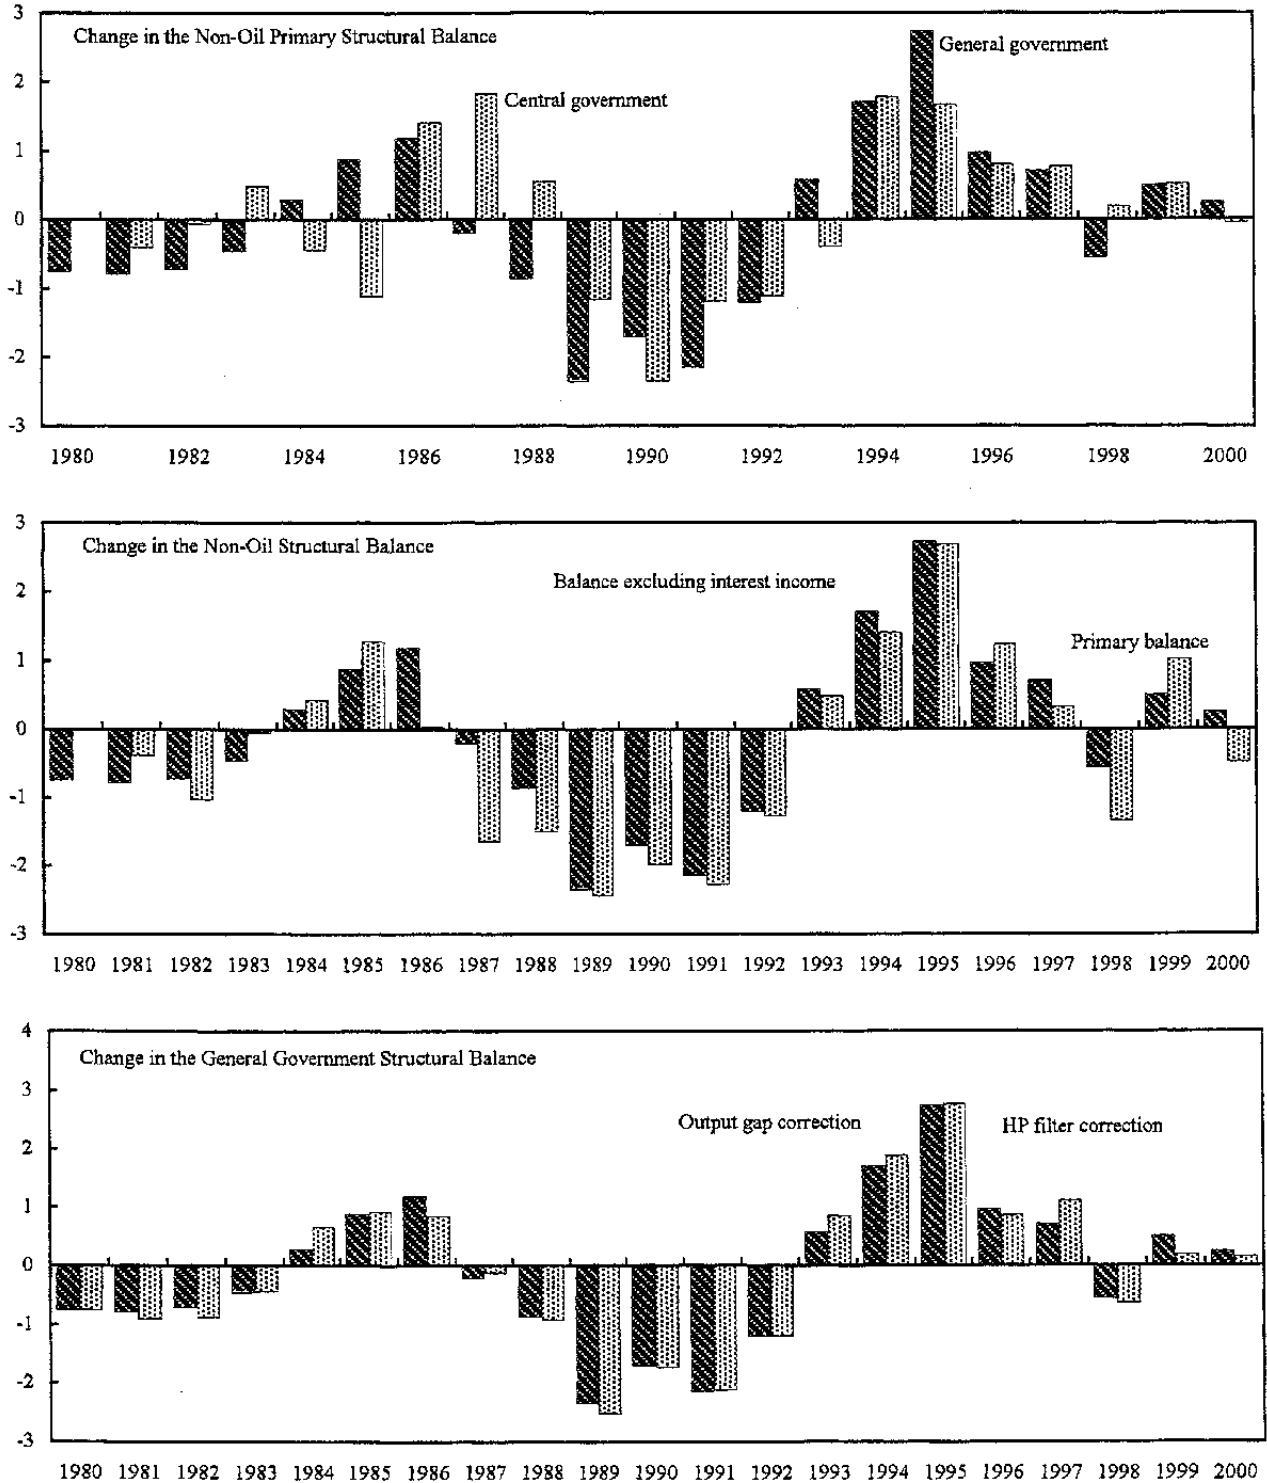 3
Change in the Non-Oil Primary Structural Balance
General government
2
Central government
1
0
-1
-2
-3
1980 1982 1984 1986 1988 1990 1992 1994 1996 1998 2000
3
Change in the Non-Oil Structural Balance
Balance excluding interest income
2
Primary balance
1
0
-1
-2
-3
1980 1981 1982 1983 1984 1985 1986 1987 1988 1989 1990 1991 1992 1993 1994 1995 1996 1997 1998 1999 2000
4
Change in the General Government Structural Balance
3
Output gap correction HP filter correction
2
1
0
-1
-2
-3
1980 1981 1982 1983 1984 1985 1986 1987 1988 1989 1990 1991 1992 1993 1994 1995 1996 1997 1998 1999 2000